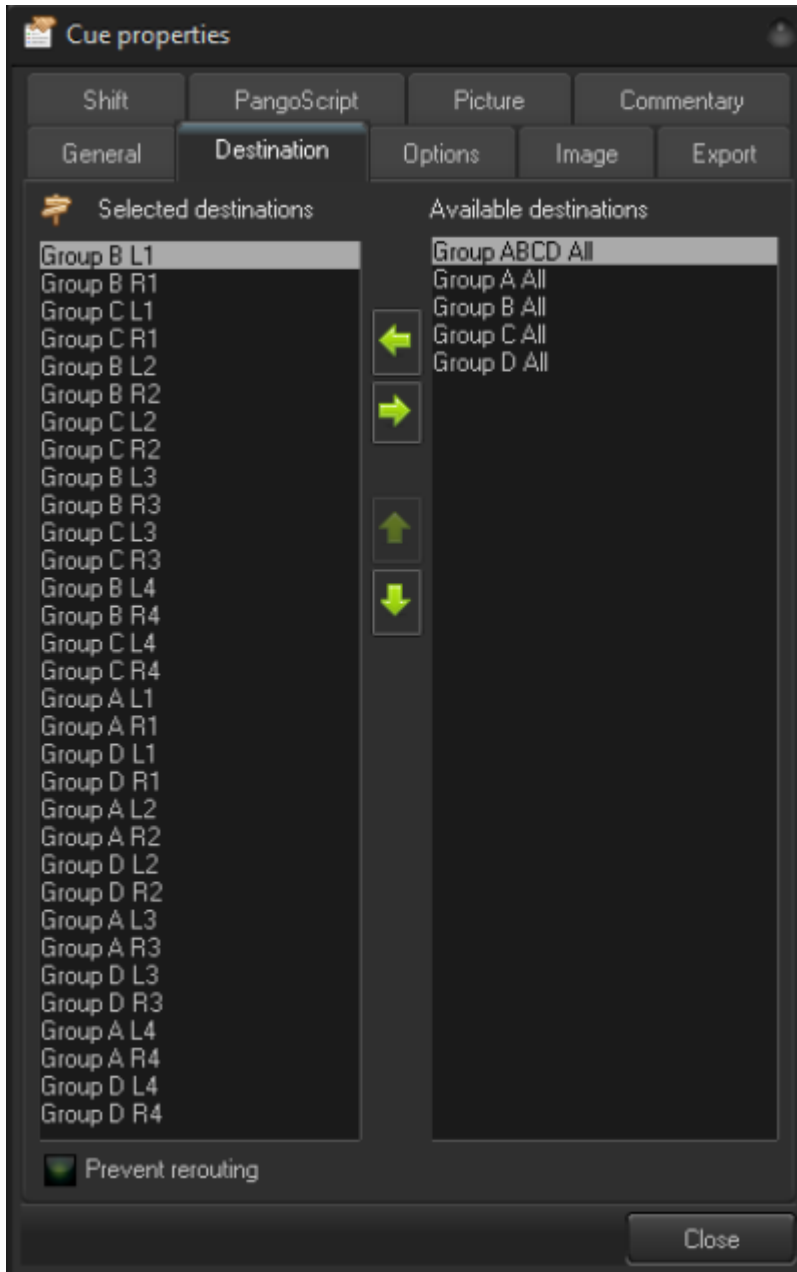 Cue properties
Shift PangoScript Picture Commentary
General Destination Options Image Export
Selected destinations
Group B L1
Group B R1
Group C L1
Group C R1
Group B L2
Group B R2
Group C L2
Group C R2
Group B L3
Group B R3
Group C L3
Group C R3
Group B L4
Group B R4
Group C L4
Group C R4
Group A L1
Group A R1
Group D L1
Group D R1
Group A L2
Group A R2
Group D L2
Group D R2
Group A L3
Group A R3
Group D L3
Group D R3
Group A L4
Group A R4
Group D L4
Group D R4
Available destinations
Group ABCD All
Group A All
Group B All
Group C All
Group D All
Prevent rerouting
Close